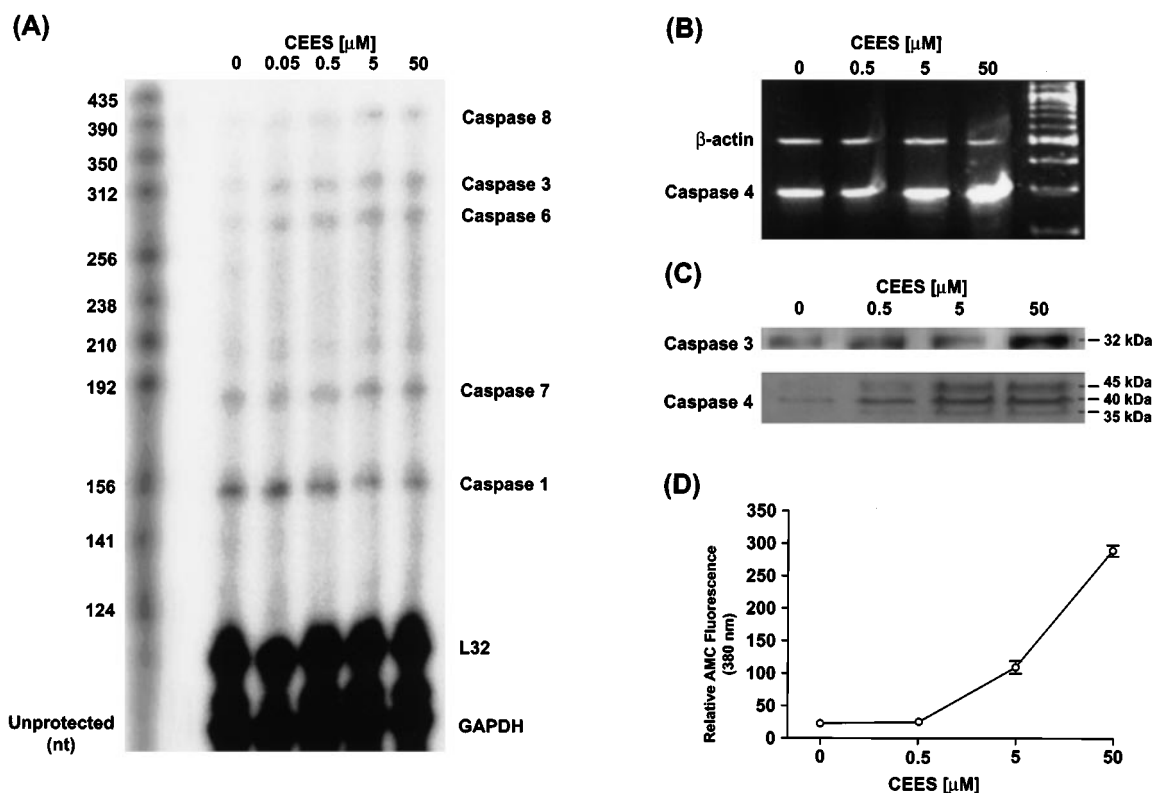 (A)
CEES [μM]
0 0.05 0.5 5 50
435
390
350
312
256
238
210
192
156
141
124
Unprotected
(nt)
Caspase 8
Caspase 3
Caspase 6
Caspase 7
Caspase 1
L32
GAPDH
(B)
CEES [μM]
0 0.5 5 50
β-actin
Caspase 4
(C)
CEES [μM]
0 0.5 5 50
Caspase 3
32 kDa
Caspase 4
45 kDa
40 kDa
35 kDa
(D)
Relative AMC Fluorescence
(380 nm)
350
300
250
200
150
100
50
0
0 0.5 5 50
CEES [μM]